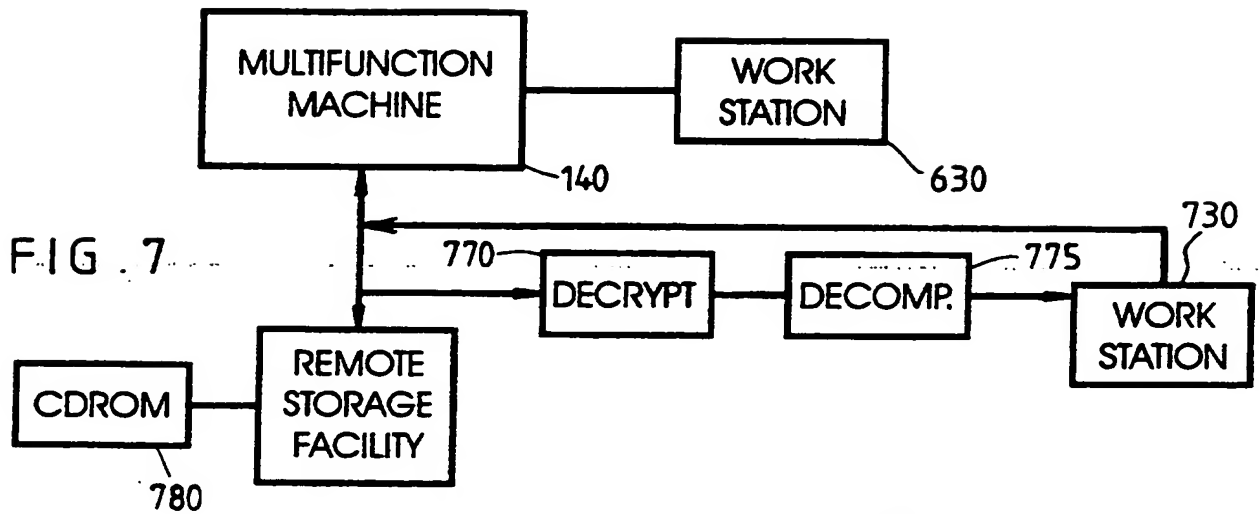 MULTIFUNCTION
MACHINE
140
WORK
STATION
630
FIG. 7
770
DECRYPT
775
DECOMP.
730
WORK
STATION
REMOTE
STORAGE
FACILITY
CDROM
780